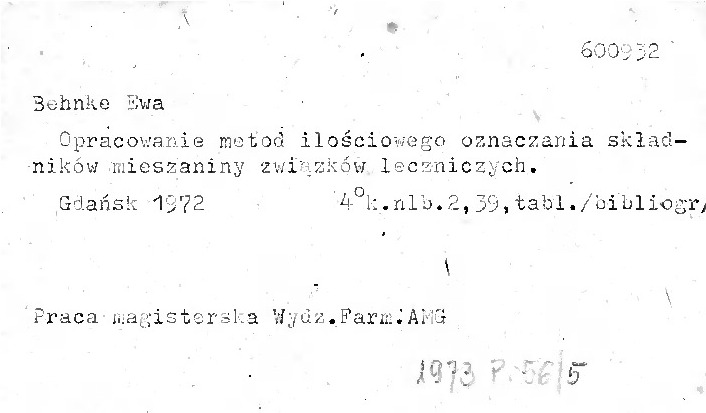 600932
Behnke Ewa
Opracowanie metod ilościowego oznaczania skład-
ników mieszaniny związków leczniczych.
Gdańsk 1972 4°k.nlb.2,39,tabl./bibliogr/
Praca magisterska Wydz.Farm.AMG
1973 P.56/5